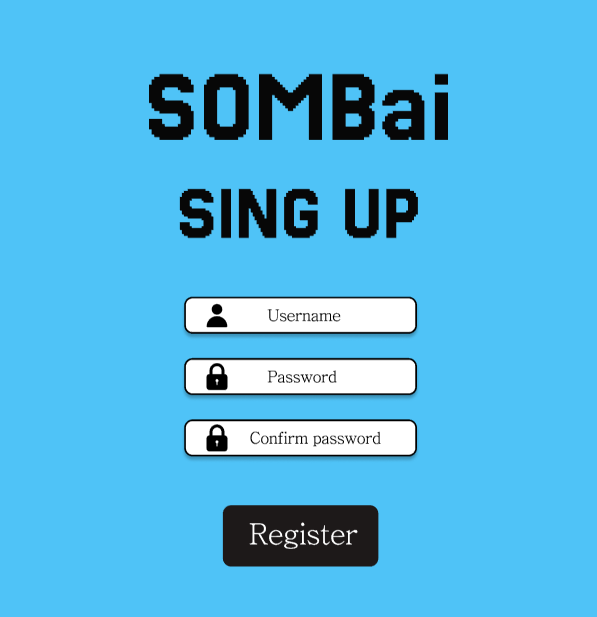 SOMBai
SING UP
Username
Password
Confirm password
Register